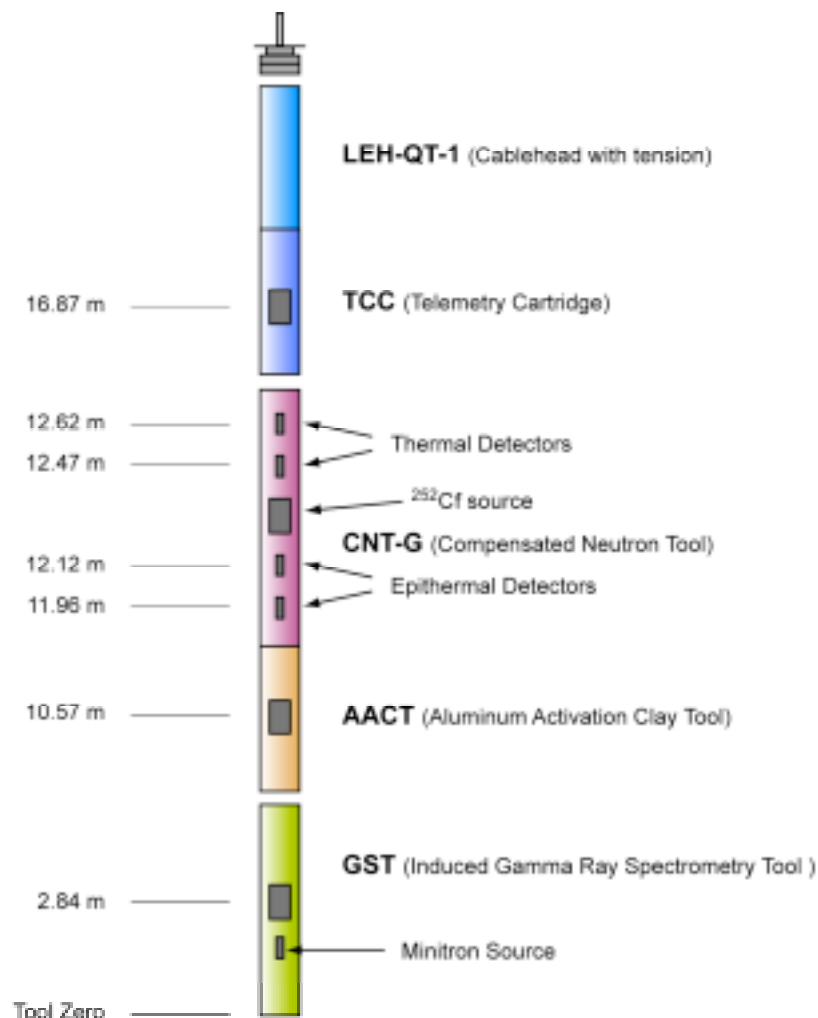 LEH-QT-1 (Cablehead with tension)
16.87 m
TCC (Telemetry Cartridge)
12.62 m
Thermal Detectors
12.47 m
252Cf source
CNT-G (Compensated Neutron Tool)
12.12 m
Epithermal Detectors
11.96 m
10.57 m
AACT (Aluminum Activation Clay Tool)
GST (Induced Gamma Ray Spectrometry Tool )
2.84 m
Minitron Source
Tool Zero